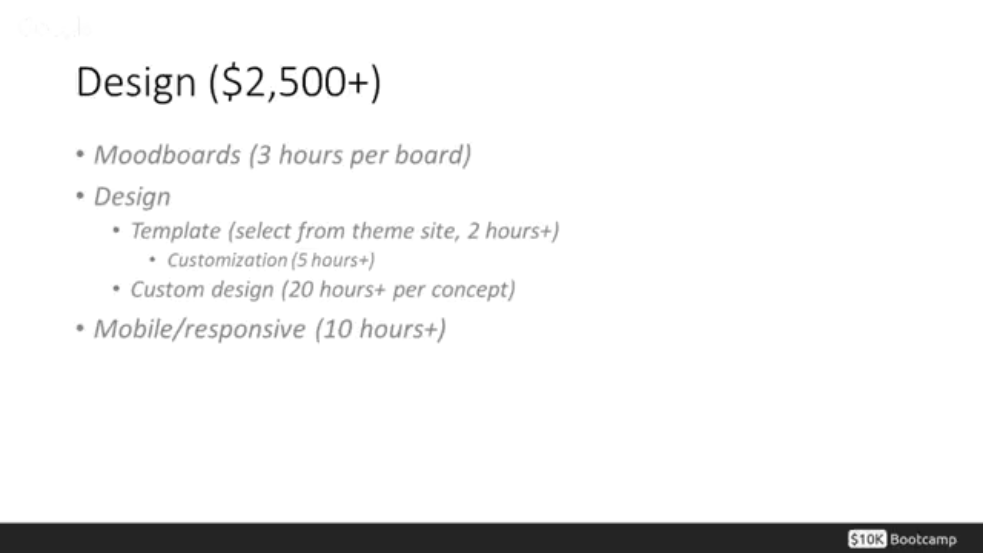 Design ($2,500+)
• Moodboards (3 hours per board)
• Design
• Template (select from theme site, 2 hours+)
• Customization (5 hours+)
• Custom design (20 hours+ per concept)
• Mobile/responsive (10 hours+)
$10K Bootcamp